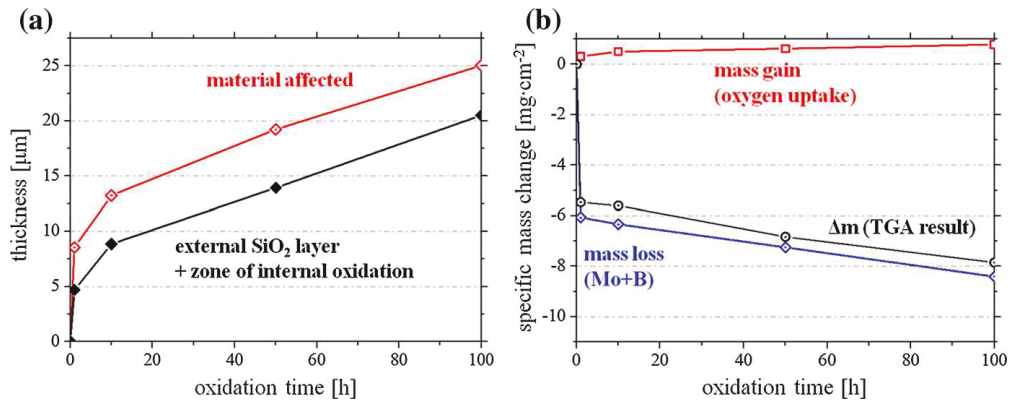 (a)
25
20
15
10
5
0
thickness [µm]
material affected
external SiO₂ layer
+ zone of internal oxidation
0 20 40 60 80 100
oxidation time [h]
(b)
0
-2
-4
-6
-8
-10
specific mass change [mg·cm⁻²]
mass gain
(oxygen uptake)
Δm (TGA result)
mass loss
(Mo+B)
0 20 40 60 80 100
oxidation time [h]